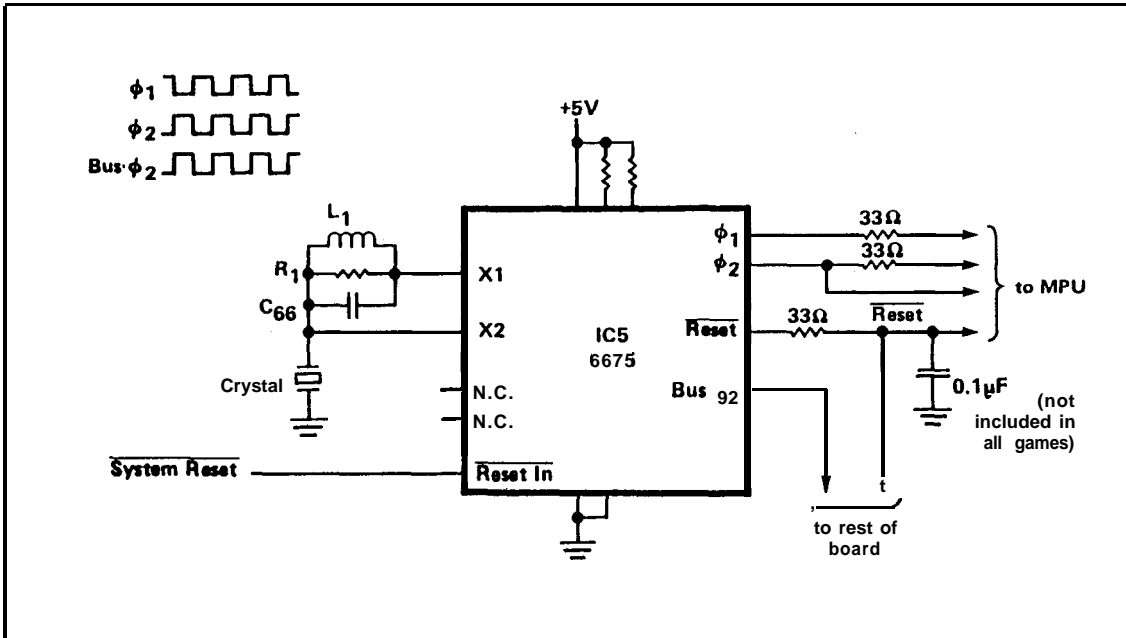 ϕ1
ϕ2
Bus·ϕ2
+5V
L1
R1
C66
Crystal
X1
X2
N.C.
N.C.
System Reset
Reset In
IC5
6675
ϕ1
ϕ2
Reset
Bus 92
33Ω
33Ω
33Ω
Reset
to MPU
0.1µF
(not
included in
all games)
t
to rest of
board